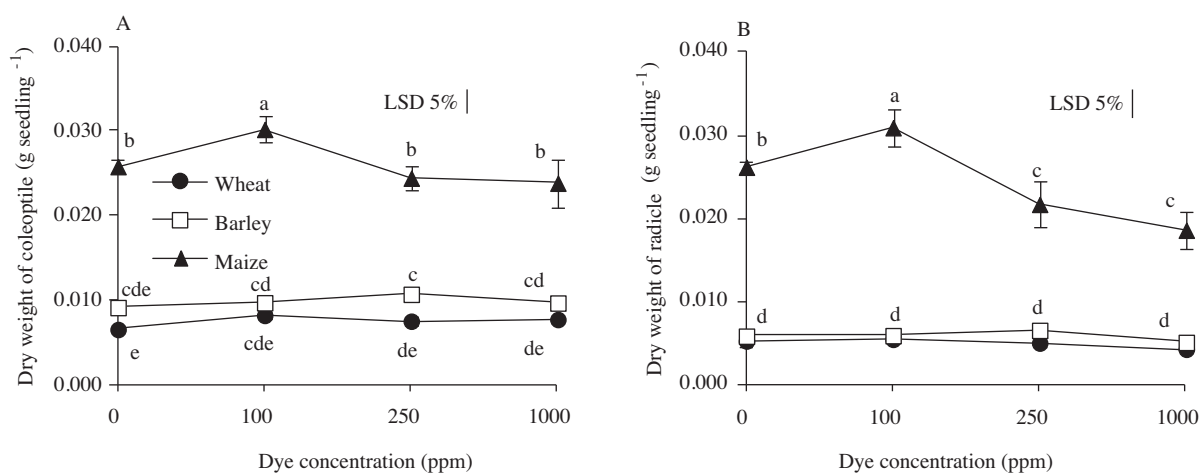 A
Dry weight of coleoptile (g seedling⁻¹)
0.040
0.030
0.020
0.010
0.000
LSD 5%
b
a
b
b
Wheat
Barley
Maize
cde
cd
c
cd
e
cde
de
de
0
100
250
1000
Dye concentration (ppm)
B
Dry weight of radicle (g seedling⁻¹)
0.040
0.030
0.020
0.010
0.000
LSD 5%
b
a
c
c
d
d
d
d
0
100
250
1000
Dye concentration (ppm)